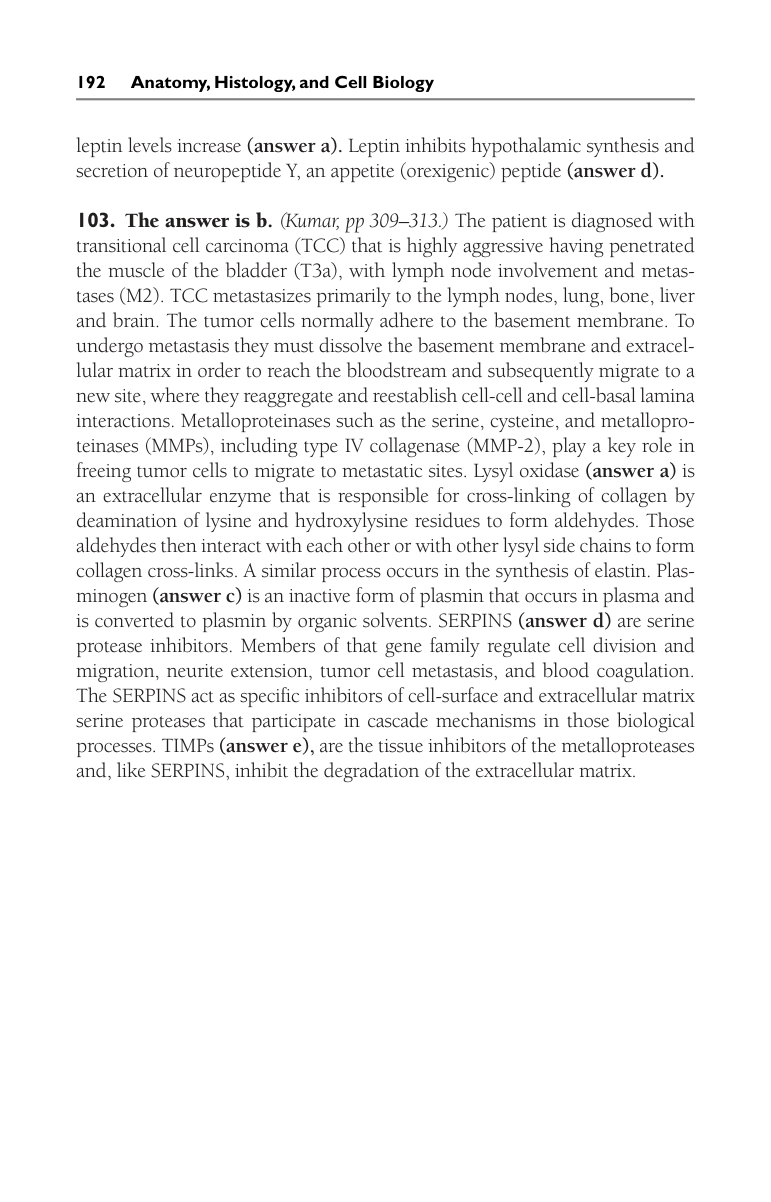 192 Anatomy, Histology, and Cell Biology
leptin levels increase (answer a). Leptin inhibits hypothalamic synthesis and
secretion of neuropeptide Y, an appetite (orexigenic) peptide (answer d).
103. The answer is b. (Kumar, pp 309–313.) The patient is diagnosed with
transitional cell carcinoma (TCC) that is highly aggressive having penetrated
the muscle of the bladder (T3a), with lymph node involvement and metas-
tases (M2). TCC metastasizes primarily to the lymph nodes, lung, bone, liver
and brain. The tumor cells normally adhere to the basement membrane. To
undergo metastasis they must dissolve the basement membrane and extracel-
lular matrix in order to reach the bloodstream and subsequently migrate to a
new site, where they reaggregate and reestablish cell-cell and cell-basal lamina
interactions. Metalloproteinases such as the serine, cysteine, and metallopro-
teinases (MMPs), including type IV collagenase (MMP-2), play a key role in
freeing tumor cells to migrate to metastatic sites. Lysyl oxidase (answer a) is
an extracellular enzyme that is responsible for cross-linking of collagen by
deamination of lysine and hydroxylysine residues to form aldehydes. Those
aldehydes then interact with each other or with other lysyl side chains to form
collagen cross-links. A similar process occurs in the synthesis of elastin. Plas-
minogen (answer c) is an inactive form of plasmin that occurs in plasma and
is converted to plasmin by organic solvents. SERPINS (answer d) are serine
protease inhibitors. Members of that gene family regulate cell division and
migration, neurite extension, tumor cell metastasis, and blood coagulation.
The SERPINS act as specific inhibitors of cell-surface and extracellular matrix
serine proteases that participate in cascade mechanisms in those biological
processes. TIMPs (answer e), are the tissue inhibitors of the metalloproteases
and, like SERPINS, inhibit the degradation of the extracellular matrix.